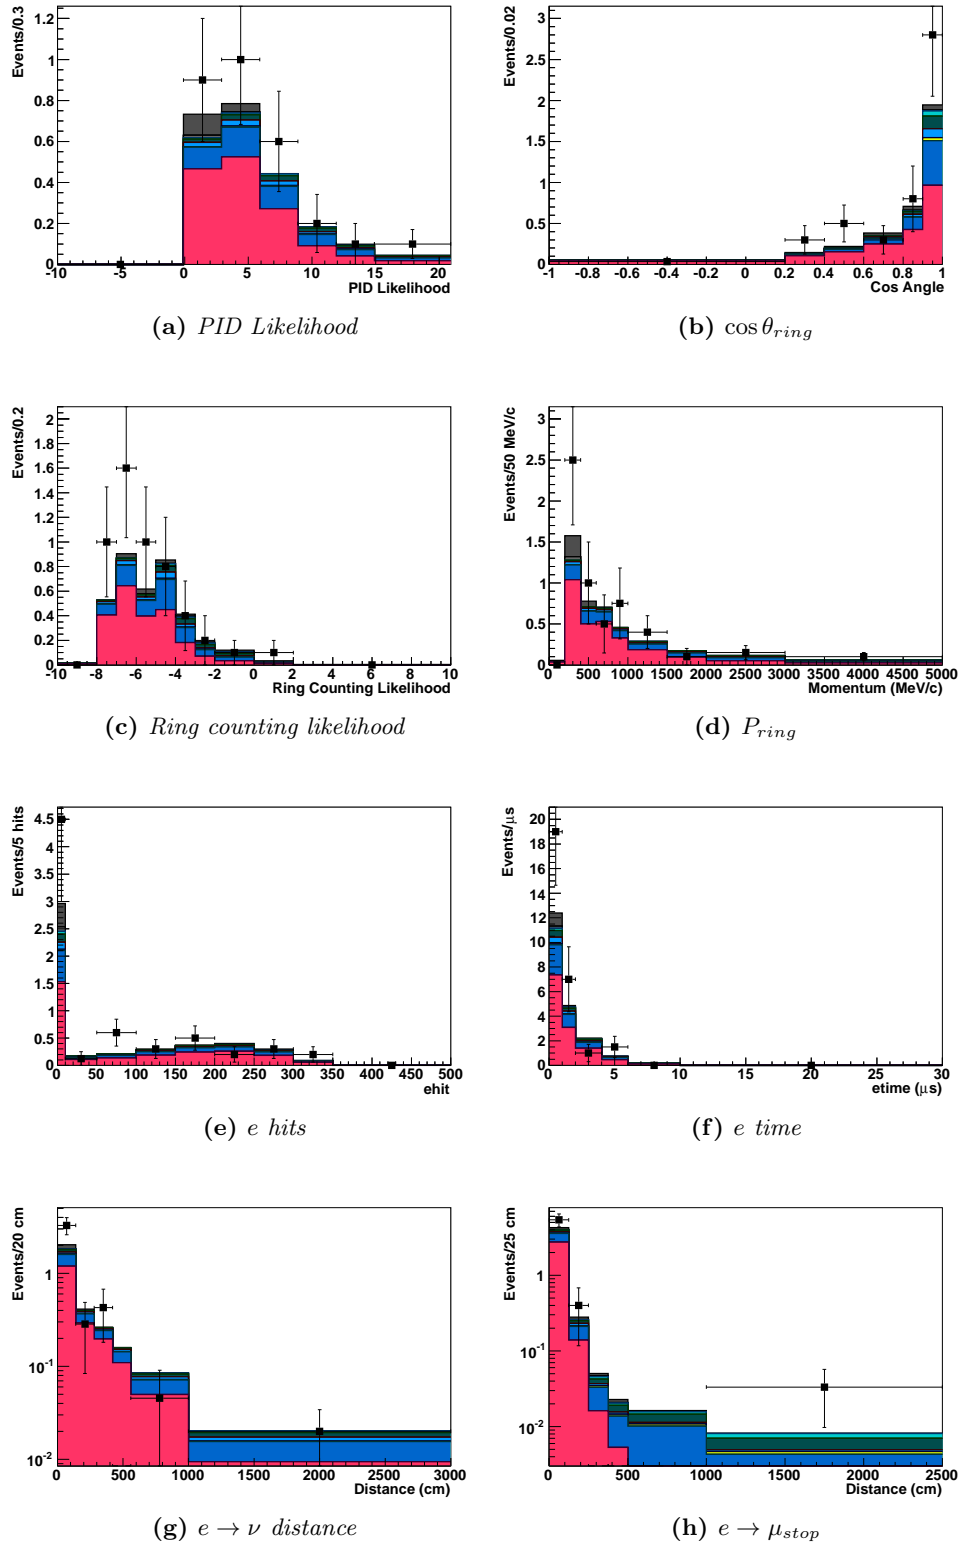 Events/0.3
1.2
1
0.8
0.6
0.4
0.2
0
-10 -5 0 5 10 15 20
PID Likelihood
(a) PID Likelihood
Events/0.02
3
2.5
2
1.5
1
0.5
0
-1 -0.8 -0.6 -0.4 -0.2 0 0.2 0.4 0.6 0.8 1
Cos Angle
(b) cos θring
Events/0.2
2
1.8
1.6
1.4
1.2
1
0.8
0.6
0.4
0.2
0
-10 -8 -6 -4 -2 0 2 4 6 8 10
Ring Counting Likelihood
(c) Ring counting likelihood
Events/50 MeV/c
3
2.5
2
1.5
1
0.5
0
500 1000 1500 2000 2500 3000 3500 4000 4500 5000
Momentum (MeV/c)
(d) Pring
Events/5 hits
4.5
4
3.5
3
2.5
2
1.5
1
0.5
0
0 50 100 150 200 250 300 350 400 450 500
ehit
(e) e hits
Events/μs
20
18
16
14
12
10
8
6
4
2
0
0 5 10 15 20 25 30
etime (μs)
(f) e time
Events/20 cm
1
10-1
10-2
0 500 1000 1500 2000 2500 3000
Distance (cm)
(g) e → ν distance
Events/25 cm
1
10-1
10-2
0 500 1000 1500 2000 2500
Distance (cm)
(h) e → μstop